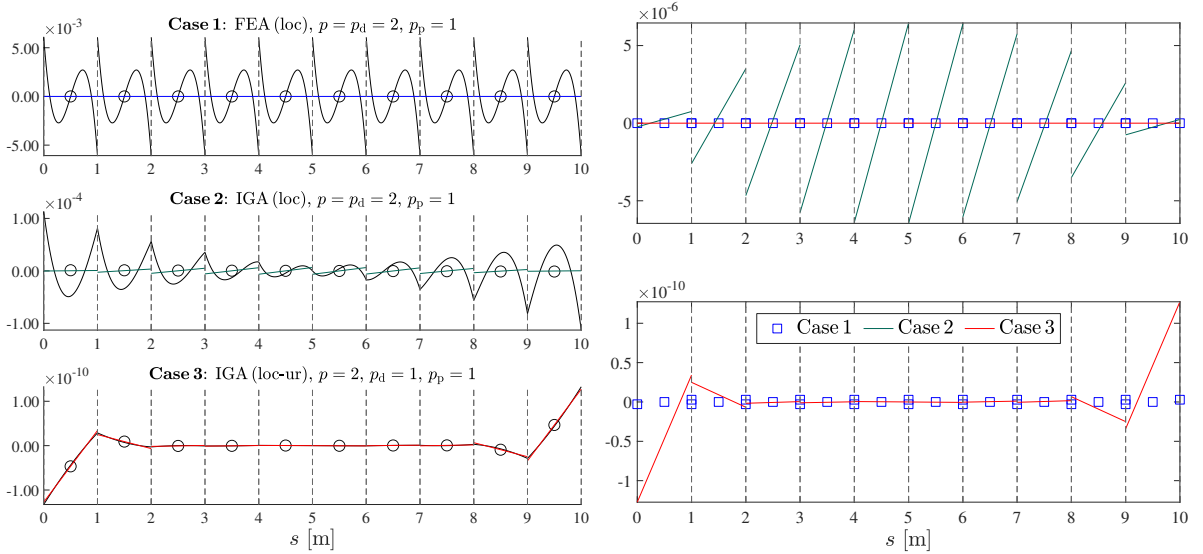 ×10⁻³
Case 1: FEA (loc), p = p_d = 2, p_p = 1
5.00
0.00
-5.00
0 1 2 3 4 5 6 7 8 9 10
×10⁻⁴
Case 2: IGA (loc), p = p_d = 2, p_p = 1
1.00
0.00
-1.00
0 1 2 3 4 5 6 7 8 9 10
×10⁻¹⁰
Case 3: IGA (loc-ur), p = 2, p_d = 1, p_p = 1
1.00
0.00
-1.00
0 1 2 3 4 5 6 7 8 9 10
s [m]
×10⁻⁶
5
0
-5
0 1 2 3 4 5 6 7 8 9 10
×10⁻¹⁰
1
0.5
0
-0.5
-1
Case 1 Case 2 Case 3
0 1 2 3 4 5 6 7 8 9 10
s [m]